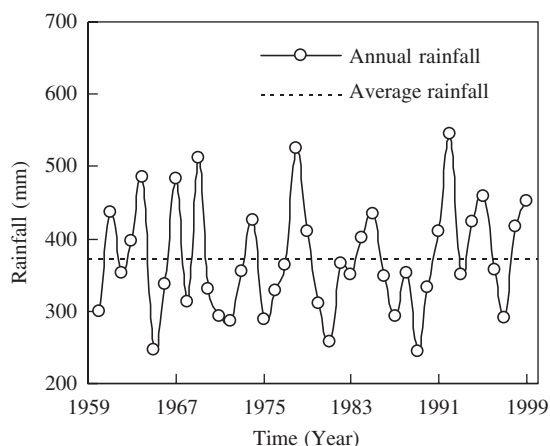 700
600
500
400
300
200
Rainfall (mm)
Annual rainfall
Average rainfall
1959 1967 1975 1983 1991 1999
Time (Year)